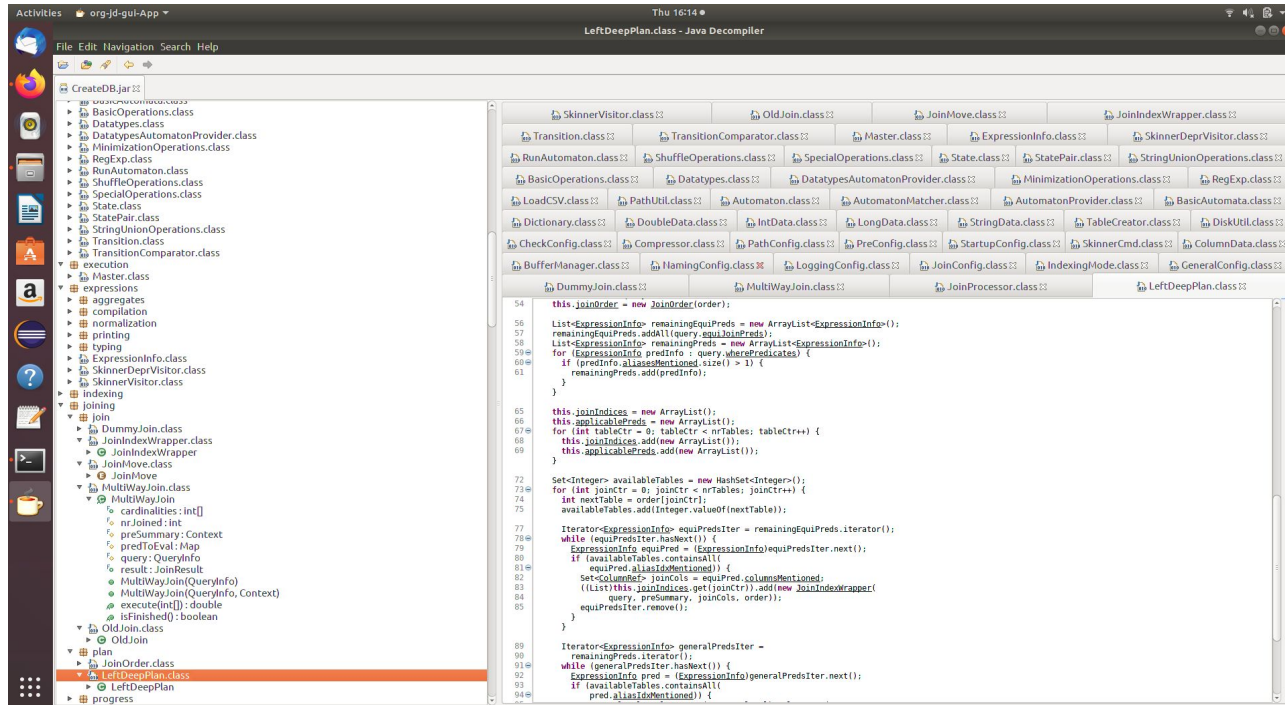 Activities org-jd-gui-App Thu 16:14
LeftDeepPlan.class - Java Decompiler
File Edit Navigation Search Help
CreateDB.jar
BasicAutomata.class
BasicOperations.class
Datatypes.class
DatatypesAutomatonProvider.class
MinimizationOperations.class
RegExp.class
RunAutomaton.class
ShuffleOperations.class
SpecialOperations.class
State.class
StatePair.class
StringUnionOperations.class
Transition.class
TransitionComparator.class
execution
Master.class
expressions
aggregates
compilation
normalization
printing
typing
ExpressionInfo.class
SkinnerDeprVisitor.class
SkinnerVisitor.class
indexing
joining
join
DummyJoin.class
JoinIndexWrapper.class
JoinIndexWrapper
JoinMove.class
JoinMove
MultiWayJoin.class
MultiWayJoin
cardinalities : int[]
nrJoined : int
preSummary : Context
predToEval : Map
query : QueryInfo
result : JoinResult
MultiWayJoin(QueryInfo)
MultiWayJoin(QueryInfo, Context)
execute(int[]) : double
isFinished() : boolean
OldJoin.class
OldJoin
plan
JoinOrder.class
LeftDeepPlan.class
LeftDeepPlan
progress
SkinnerVisitor.class OldJoin.class JoinMove.class JoinIndexWrapper.class
Transition.class TransitionComparator.class Master.class ExpressionInfo.class SkinnerDeprVisitor.class
RunAutomaton.class ShuffleOperations.class SpecialOperations.class State.class StatePair.class StringUnionOperations.class
BasicOperations.class Datatypes.class DatatypesAutomatonProvider.class MinimizationOperations.class RegExp.class
LoadCSV.class PathUtil.class Automaton.class AutomatonMatcher.class AutomatonProvider.class BasicAutomata.class
Dictionary.class DoubleData.class IntData.class LongData.class StringData.class TableCreator.class DiskUtil.class
CheckConfig.class Compressor.class PathConfig.class PreConfig.class StartupConfig.class SkinnerCmd.class ColumnData.class
BufferManager.class NamingConfig.class LoggingConfig.class JoinConfig.class IndexingMode.class GeneralConfig.class
DummyJoin.class MultiWayJoin.class JoinProcessor.class LeftDeepPlan.class
54 this.joinOrder = new JoinOrder(order);
56 List<ExpressionInfo> remainingEquiPreds = new ArrayList<ExpressionInfo>();
57 remainingEquiPreds.addAll(query.equiJoinPreds);
58 List<ExpressionInfo> remainingPreds = new ArrayList<ExpressionInfo>();
59 for (ExpressionInfo predInfo : query.wherePredicates) {
60 if (predInfo.aliasesMentioned.size() > 1) {
61 remainingPreds.add(predInfo);
}
}
65 this.joinIndices = new ArrayList();
66 this.applicablePreds = new ArrayList();
67 for (int tableCtr = 0; tableCtr < nrTables; tableCtr++) {
68 this.joinIndices.add(new ArrayList());
69 this.applicablePreds.add(new ArrayList());
}
72 Set<Integer> availableTables = new HashSet<Integer>();
73 for (int joinCtr = 0; joinCtr < nrTables; joinCtr++) {
74 int nextTable = order[joinCtr];
75 availableTables.add(Integer.valueOf(nextTable));
77 Iterator<ExpressionInfo> equiPredsIter = remainingEquiPreds.iterator();
78 while (equiPredsIter.hasNext()) {
79 ExpressionInfo equiPred = (ExpressionInfo)equiPredsIter.next();
80 if (availableTables.containsAll(
81 equiPred.aliasIdxMentioned)) {
82 Set<ColumnRef> joinCols = equiPred.columnsMentioned;
83 ((List)this.joinIndices.get(joinCtr)).add(new JoinIndexWrapper(
84 query, preSummary, joinCols, order));
85 equiPredsIter.remove();
}
}
89 Iterator<ExpressionInfo> generalPredsIter =
90 remainingPreds.iterator();
91 while (generalPredsIter.hasNext()) {
92 ExpressionInfo pred = (ExpressionInfo)generalPredsIter.next();
93 if (availableTables.containsAll(
94 pred.aliasIdxMentioned)) {